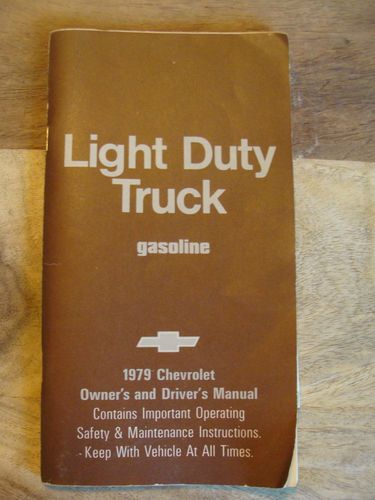 Light Duty
Truck
gasoline
1979 Chevrolet
Owner's and Driver's Manual
Contains Important Operating
Safety & Maintenance Instructions.
- Keep With Vehicle At All Times.